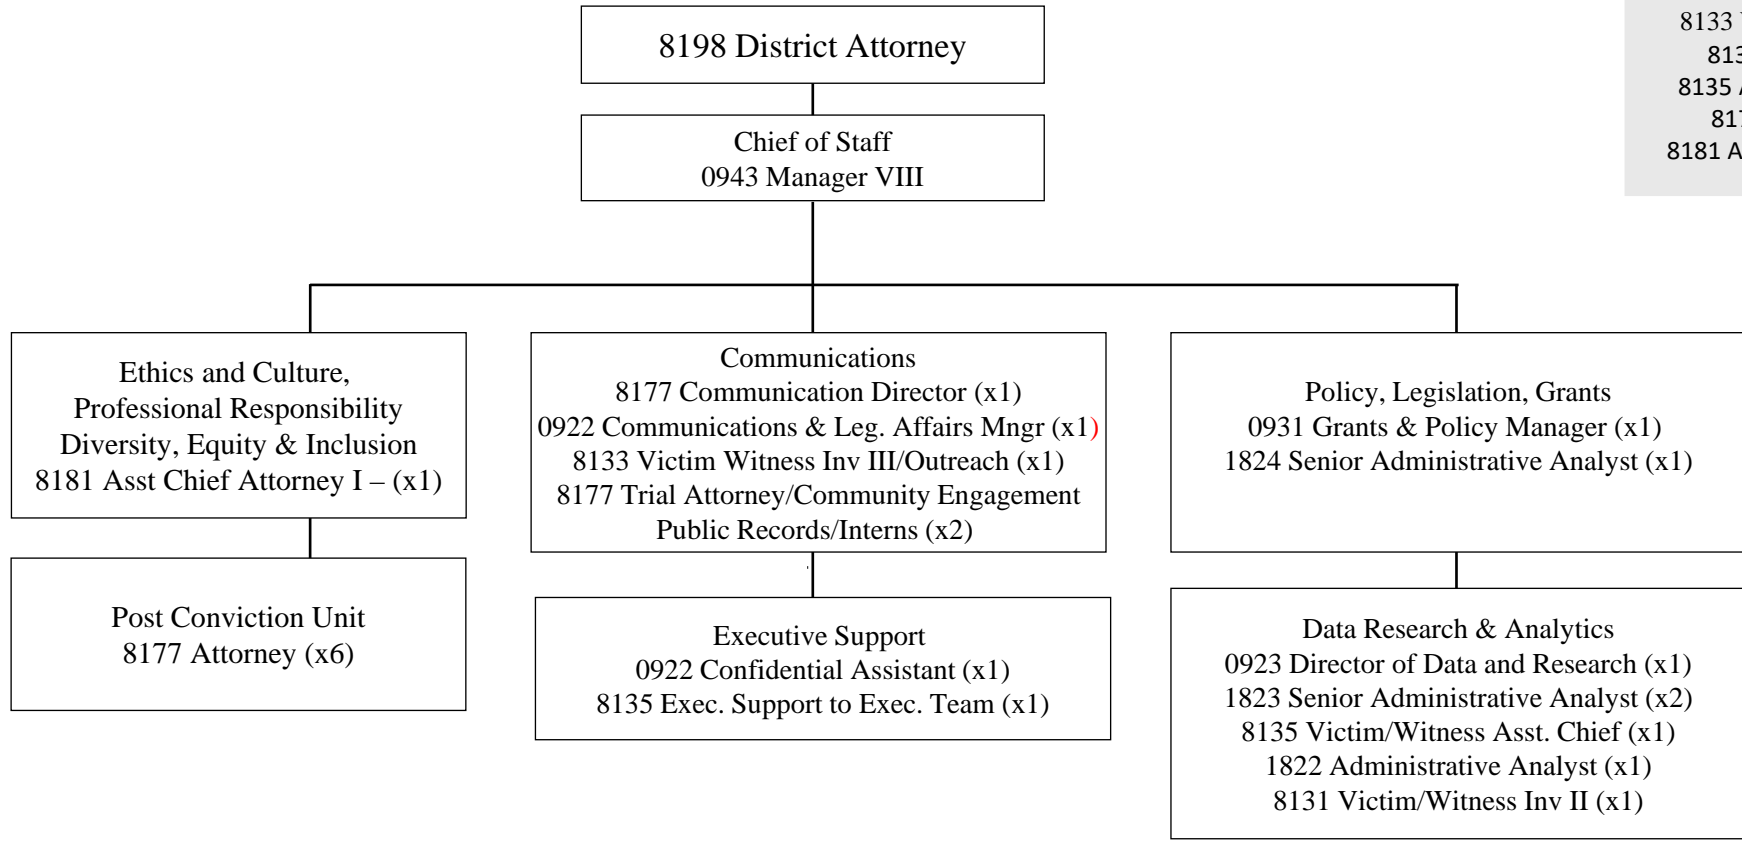 8198 District Attorney
Chief of Staff
0943 Manager VIII
8133
8135
8181
Ethics and Culture,
Professional Responsibility
Diversity, Equity & Inclusion
8181 Asst Chief Attorney I – (x1)
Post Conviction Unit
8177 Attorney (x6)
Communications
8177 Communication Director (x1)
0922 Communications & Leg. Affairs Mngr (x1)
8133 Victim Witness Inv III/Outreach (x1)
8177 Trial Attorney/Community Engagement
Public Records/Interns (x2)
Executive Support
0922 Confidential Assistant (x1)
8135 Exec. Support to Exec. Team (x1)
Policy, Legislation, Grants
0931 Grants & Policy Manager (x1)
1824 Senior Administrative Analyst (x1)
Data Research & Analytics
0923 Director of Data and Research (x1)
1823 Senior Administrative Analyst (x2)
8135 Victim/Witness Asst. Chief (x1)
1822 Administrative Analyst (x1)
8131 Victim/Witness Inv II (x1)